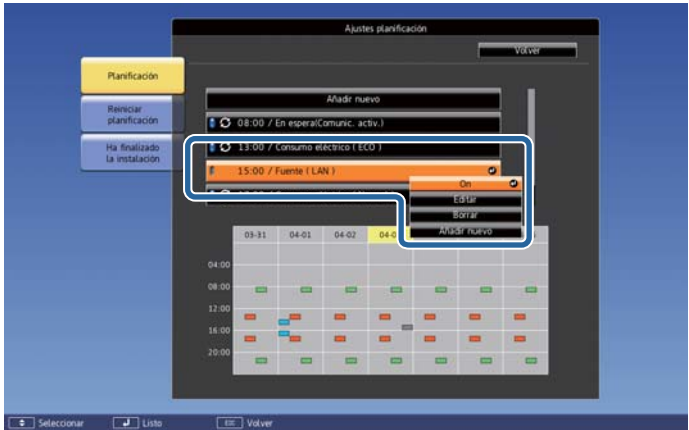 Ajustes planificación
Volver
Planificación
Reiniciar
planificación
Ha finalizado
la instalación
Añadir nuevo
08:00 / En espera(Comunic. activ.)
13:00 / Consumo eléctrico ( ECO )
15:00 / Fuente ( LAN )
On
Editar
Borrar
Añadir nuevo
03-31 04-01 04-02
04:00
08:00
12:00
16:00
20:00
Seleccionar Listo Esc Volver